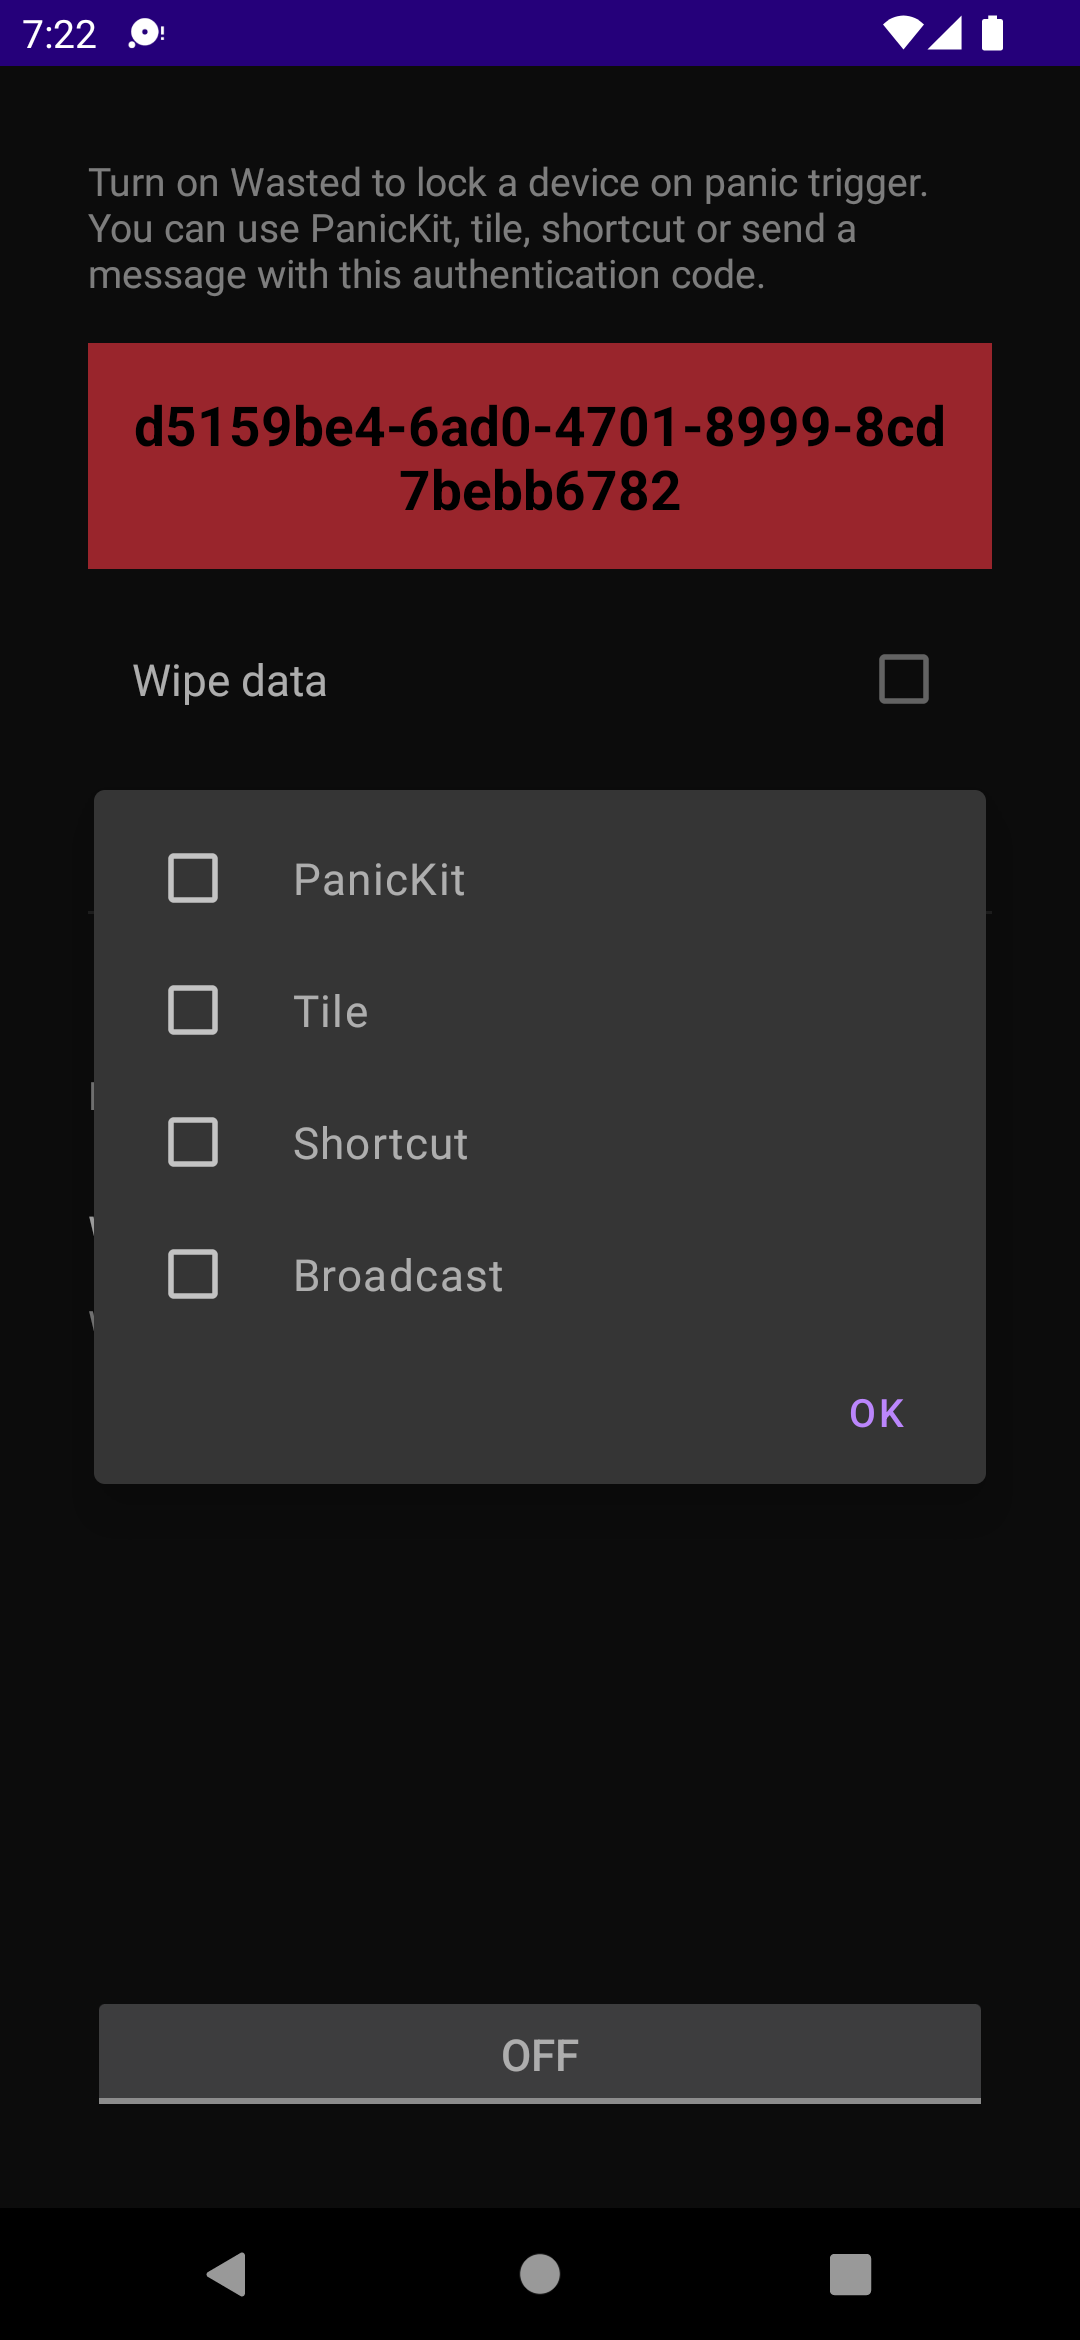 7:22
Turn on Wasted to lock a device on panic trigger.
You can use PanicKit, tile, shortcut or send a
message with this authentication code.
d5159be4-6ad0-4701-8999-8cd
7bebb6782
Wipe data
PanicKit
Tile
Shortcut
Broadcast
OK
OFF